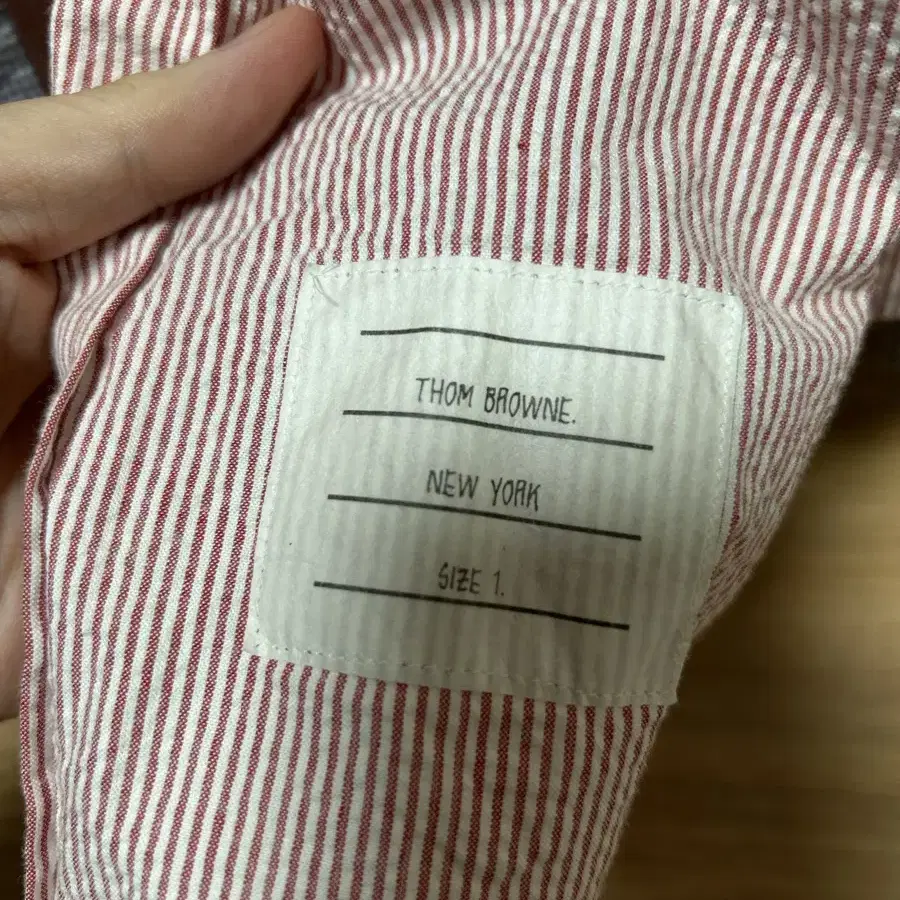 THOM BROWNE.
NEW YORK
SIZE 1.